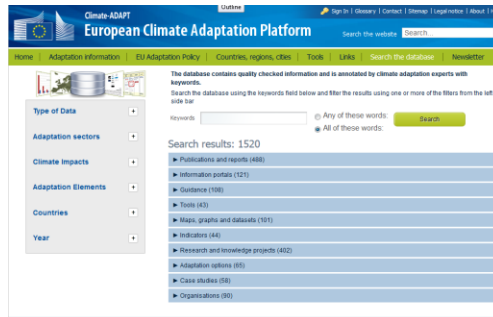 Outline
Climate-ADAPT
European Climate Adaptation Platform
Sign In | Glossary | Contact | Sitemap | Legal notice | About |
Search the website Search...
Home | Adaptation information | EU Adaptation Policy | Countries, regions, cities | Tools | Links | Search the database | Newsletter
The database contains quality checked information and is annotated by climate adaption experts with
keywords.
Search the database using the keywords field below and filter the results using one or more of the filters from the left
side bar
Keywords
Any of these words:
All of these words:
Search
Type of Data +
Adaptation sectors +
Climate Impacts +
Adaptation Elements +
Countries +
Year +
Search results: 1520
► Publications and reports (488)
► Information portals (121)
► Guidance (108)
► Tools (43)
► Maps, graphs and datasets (101)
► Indicators (44)
► Research and knowledge projects (402)
► Adaptation options (65)
► Case studies (58)
► Organisations (90)